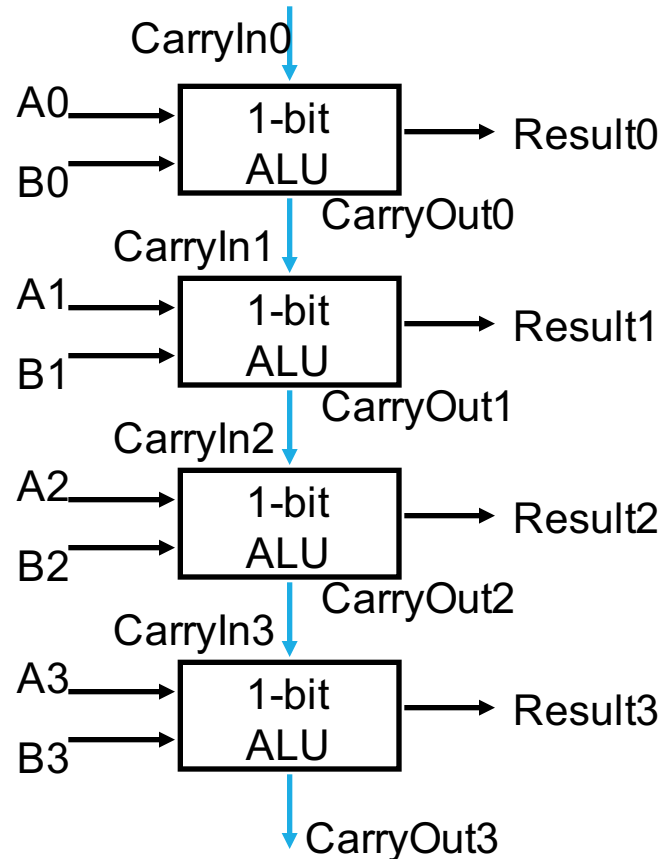 CarryIn0
A0
1-bit
Result0
B0
ALU
CarryOut0
CarryIn1
A1
1-bit
Result1
B1
ALU
CarryOut1
CarryIn2
A2
1-bit
Result2
B2
ALU
CarryOut2
CarryIn3
A3
1-bit
Result3
B3
ALU
CarryOut3